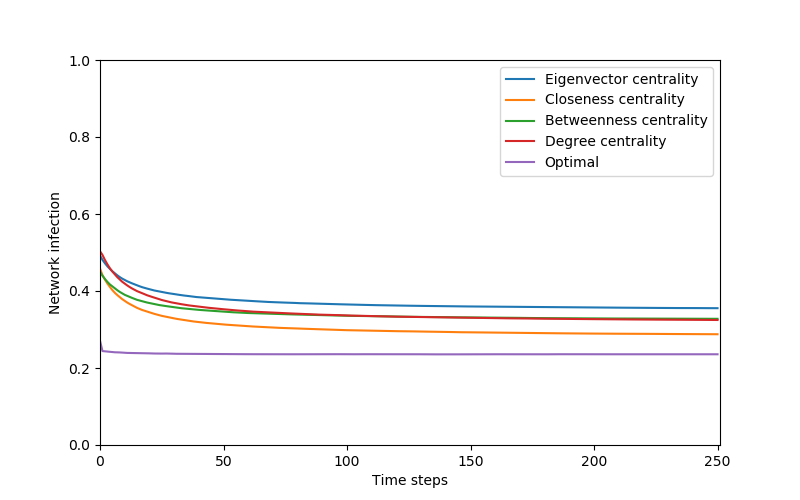 1.0
0.8
0.6
0.4
0.2
0.0
Network infection
Eigenvector centrality
Closeness centrality
Betweenness centrality
Degree centrality
Optimal
0 50 100 150 200 250
Time steps